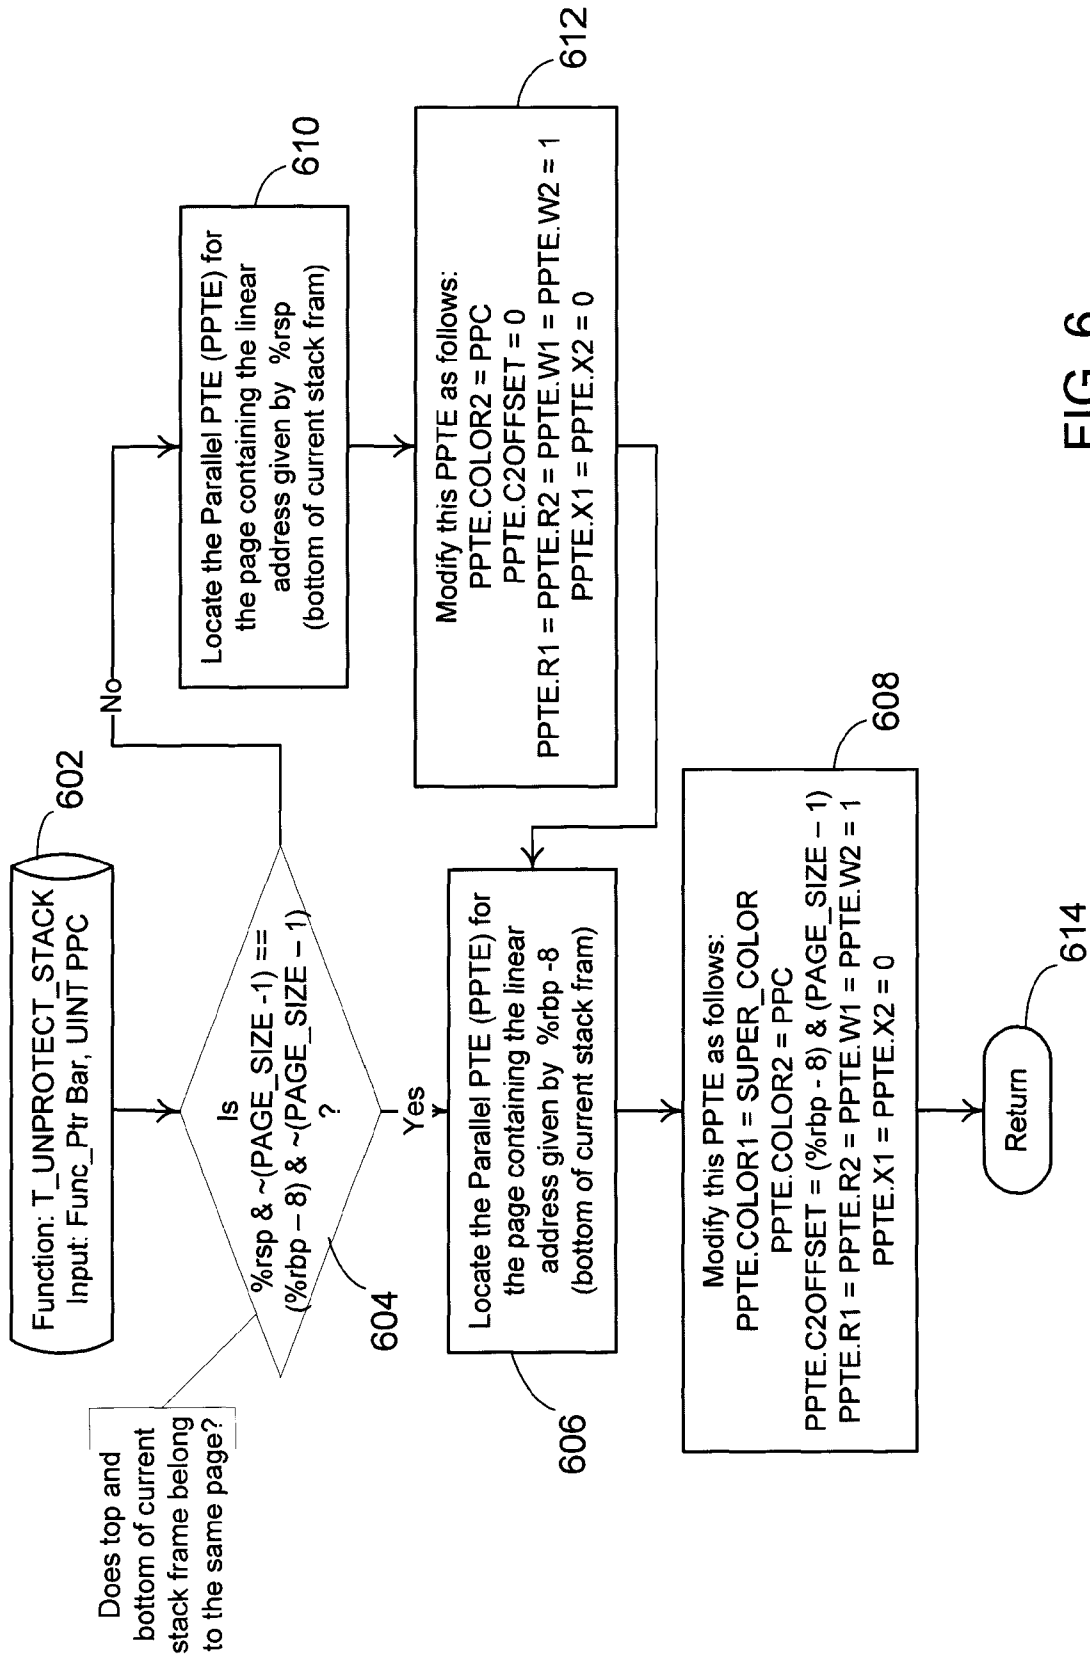 Function: T_UNPROTECT_STACK
Input: Func_Ptr Bar, UINT PPC
602
Does top and
bottom of current
stack frame belong
to the same page?
Is
%rsp & ~(PAGE_SIZE -1) ==
(%rbp – 8) & ~(PAGE_SIZE – 1)
?
604
No
Yes
Locate the Parallel PTE (PPTE) for
the page containing the linear
address given by %rsp
(bottom of current stack fram)
610
Modify this PPTE as follows:
PPTE.COLOR2 = PPC
PPTE.C2OFFSET = 0
PPTE.R1 = PPTE.R2 = PPTE.W1 = PPTE.W2 = 1
PPTE.X1 = PPTE.X2 = 0
612
Locate the Parallel PTE (PPTE) for
the page containing the linear
address given by %rbp -8
(bottom of current stack fram)
606
Modify this PPTE as follows:
PPTE.COLOR1 = SUPER_COLOR
PPTE.COLOR2 = PPC
PPTE.C2OFFSET = (%rbp - 8) & (PAGE_SIZE – 1)
PPTE.R1 = PPTE.R2 = PPTE.W1 = PPTE.W2 = 1
PPTE.X1 = PPTE.X2 = 0
608
Return
614
FIG 6